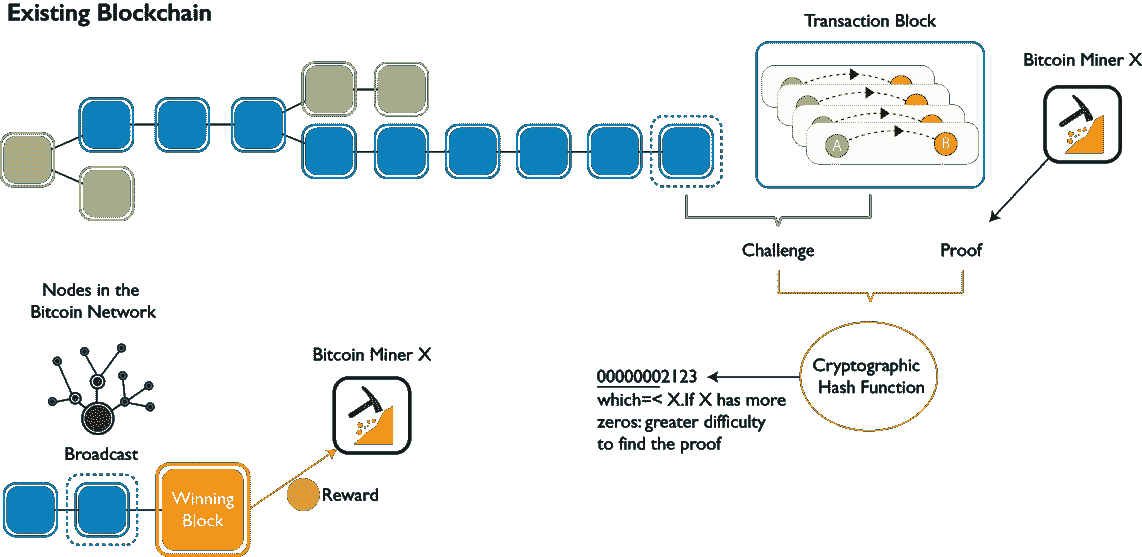 Existing Blockchain
Transaction Block
Bitcoin Miner X
A
B
Challenge
Proof
Nodes in the
Bitcoin Network
Bitcoin Miner X
Cryptographic
Hash Function
00000002123
which=< X.If X has more
zeros: greater difficulty
to find the proof
Broadcast
Winning
Block
Reward